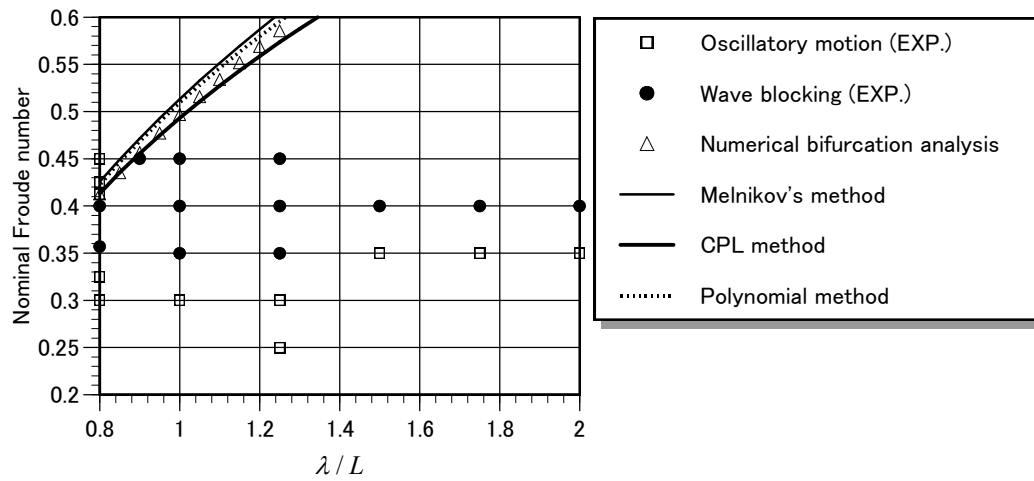 0.6
0.55
0.5
0.45
0.4
0.35
0.3
0.25
0.2
Nominal Froude number
0.8 1 1.2 1.4 1.6 1.8 2
λ / L
Oscillatory motion (EXP.)
Wave blocking (EXP.)
Numerical bifurcation analysis
Melnikov's method
CPL method
Polynomial method